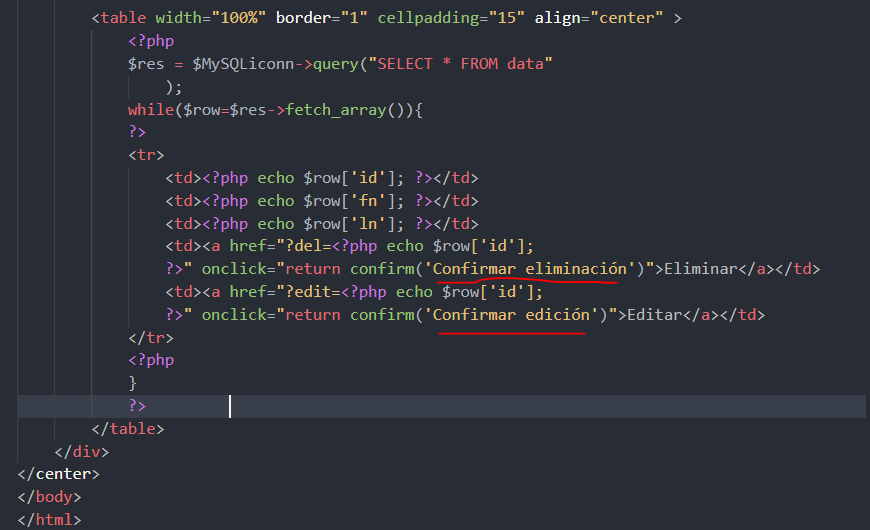 <table width="100%" border="1" cellpadding="15" align="center" >
<?php
$res = $MySQLiconn->query("SELECT * FROM data"
);
while($row=$res->fetch_array()){
?>
<tr>
<td><?php echo $row['id']; ?></td>
<td><?php echo $row['fn']; ?></td>
<td><?php echo $row['ln']; ?></td>
<td><a href="?del=<?php echo $row['id'];
?>" onclick="return confirm('Confirmar eliminación')">Eliminar</a></td>
<td><a href="?edit=<?php echo $row['id'];
?>" onclick="return confirm('Confirmar edición')">Editar</a></td>
</tr>
<?php
}
?>
</table>
</div>
</center>
</body>
</html>